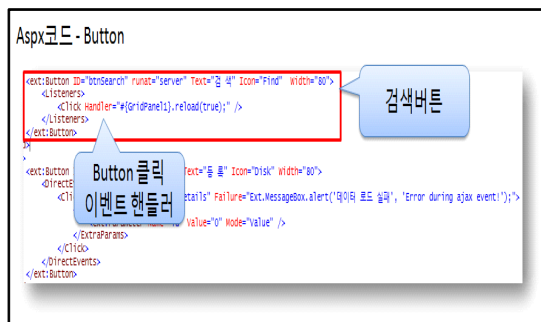 Aspx코드 - Button
<ext:Button ID="btnSearch" runat="server" Text="검 색" Icon="Find" Width="80">
<Listeners>
<Click Handler="#{GridPanel1}.reload(true);" />
</Listeners>
</ext:Button>
검색버튼
<ext:Button Text="등 록" Icon="Disk" Width="80">
Button 클릭
이벤트 핸들러
<DirectE
<Cli etails" Failure="Ext.MessageBox.alert('데이터 로드 실패', 'Error during ajax event!');">
Value="0" Mode="Value" />
</ExtraParams>
</Click>
</DirectEvents>
</ext:Button>